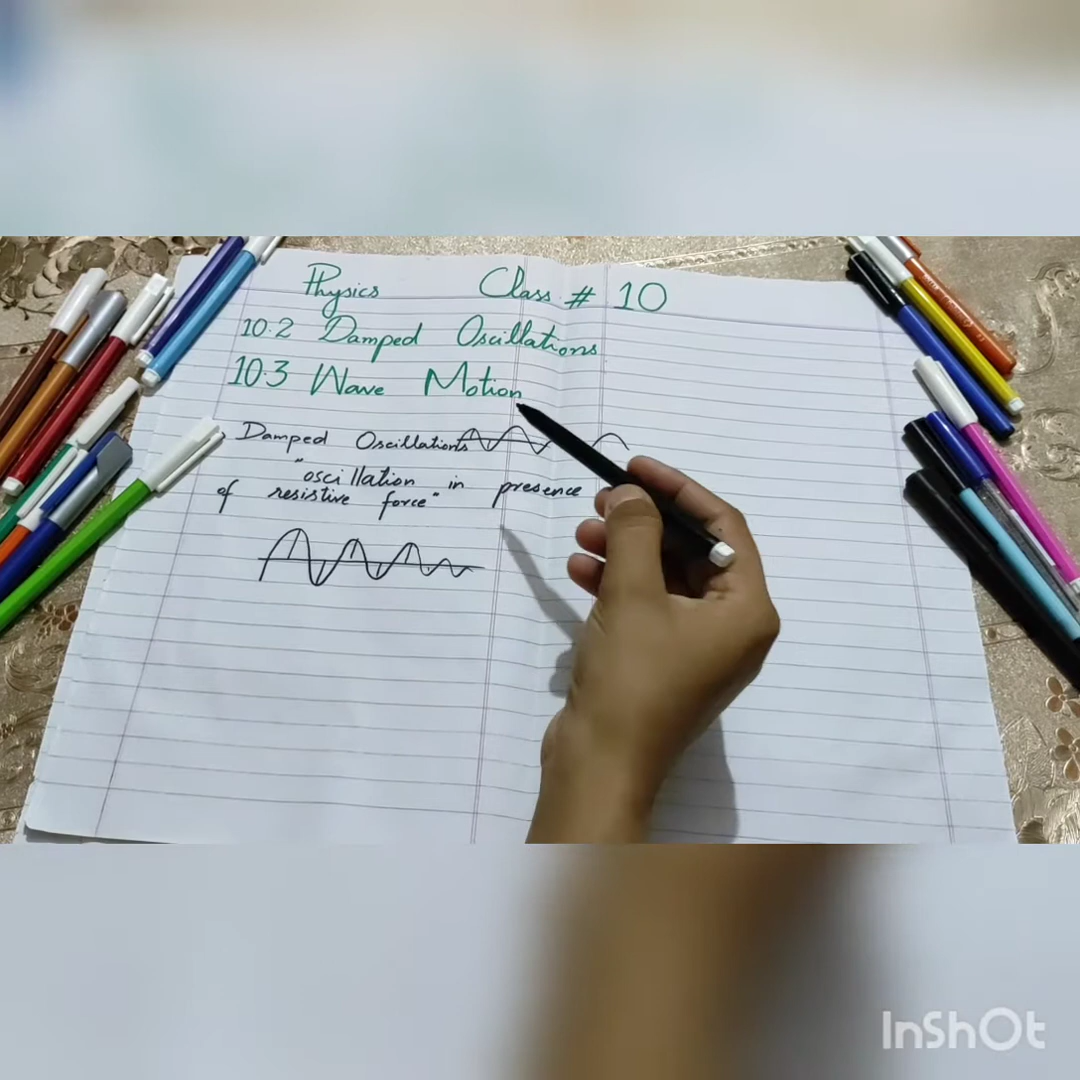 Physics Class # 10
10.2 Damped Oscillations
10.3 Wave Motion
Damped Oscillations
"oscillation in presence
of resistive force"
InShOt